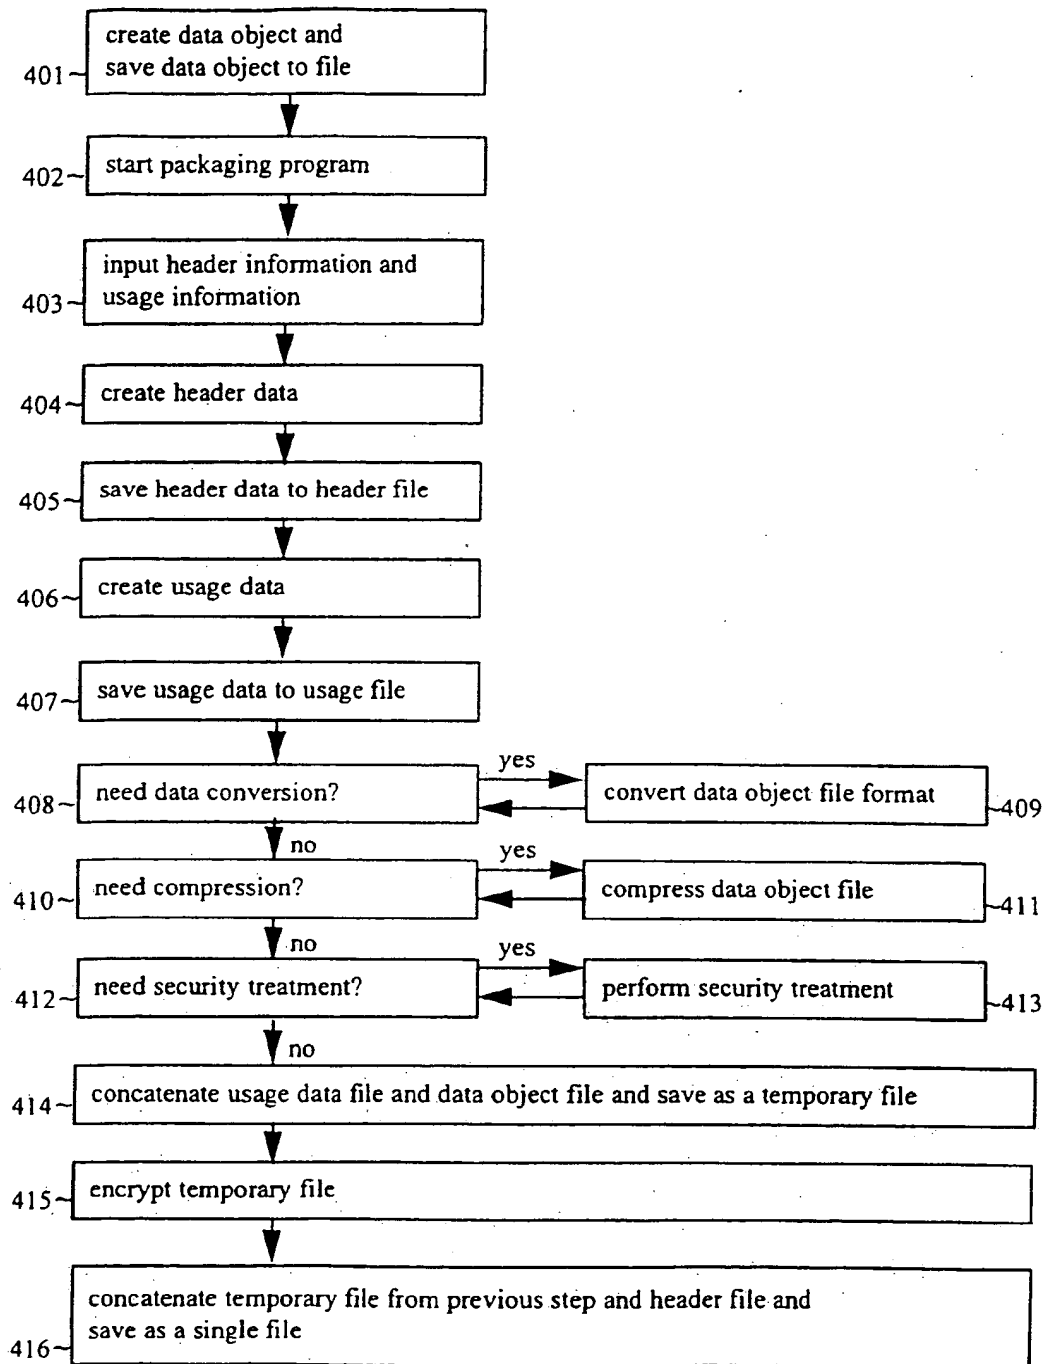 create data object and
save data object to file
401~
start packaging program
402~
input header information and
usage information
403~
create header data
404~
save header data to header file
405~
create usage data
406~
save usage data to usage file
407~
yes
need data conversion?
convert data object file format
408~
~409
no
yes
need compression?
compress data object file
410~
~411
no
yes
need security treatment?
perform security treatment
412~
~413
no
concatenate usage data file and data object file and save as a temporary file
414~
encrypt temporary file
415~
concatenate temporary file from previous step and header file and
save as a single file
416~